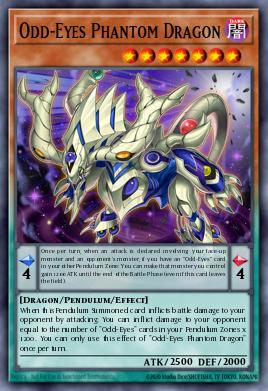 ODD-EYES PHANTOM DRAGON
DARK
闇
Once per turn, when an attack is declared involving your face-up
monster and an opponent's monster, if you have an "Odd-Eyes" card
in your other Pendulum Zone: You can make that monster you control
gain 1200 ATK until the end of the Battle Phase (even if this card leaves
the field).
4
4
[DRAGON/PENDULUM/EFFECT]
When this Pendulum Summoned card inflicts battle damage to your
opponent by attacking: You can inflict damage to your opponent
equal to the number of "Odd-Eyes" cards in your Pendulum Zones x
1200. You can only use this effect of "Odd-Eyes Phantom Dragon"
once per turn.
ATK/2500 DEF/2000